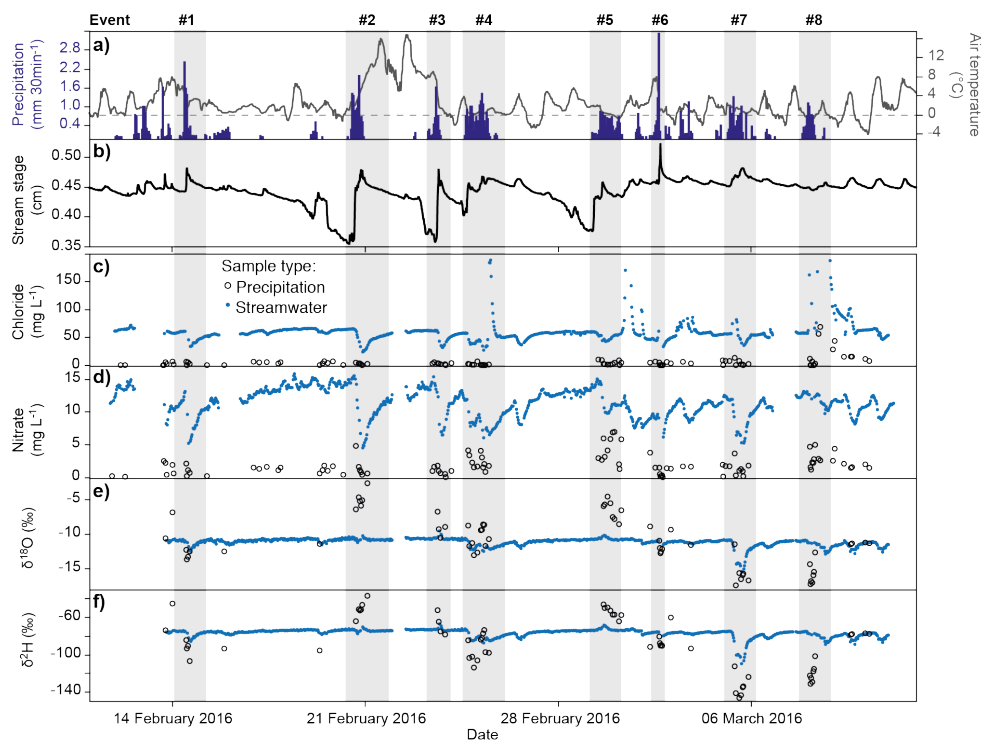 Event #1 #2 #3 #4 #5 #6 #7 #8
a)
Precipitation
(mm 30min-1)
2.8
2.2
1.6
1.0
0.4
12
8
4
0
-4
Air temperature
(°C)
b)
Stream stage
(cm)
0.50
0.45
0.40
0.35
c)
Chloride
(mg L-1)
150
100
50
0
Sample type:
Precipitation
Streamwater
d)
Nitrate
(mg L-1)
15
10
5
0
e)
δ18O (‰)
-5
-10
-15
f)
δ2H (‰)
-60
-100
-140
14 February 2016 21 February 2016 28 February 2016 06 March 2016
Date